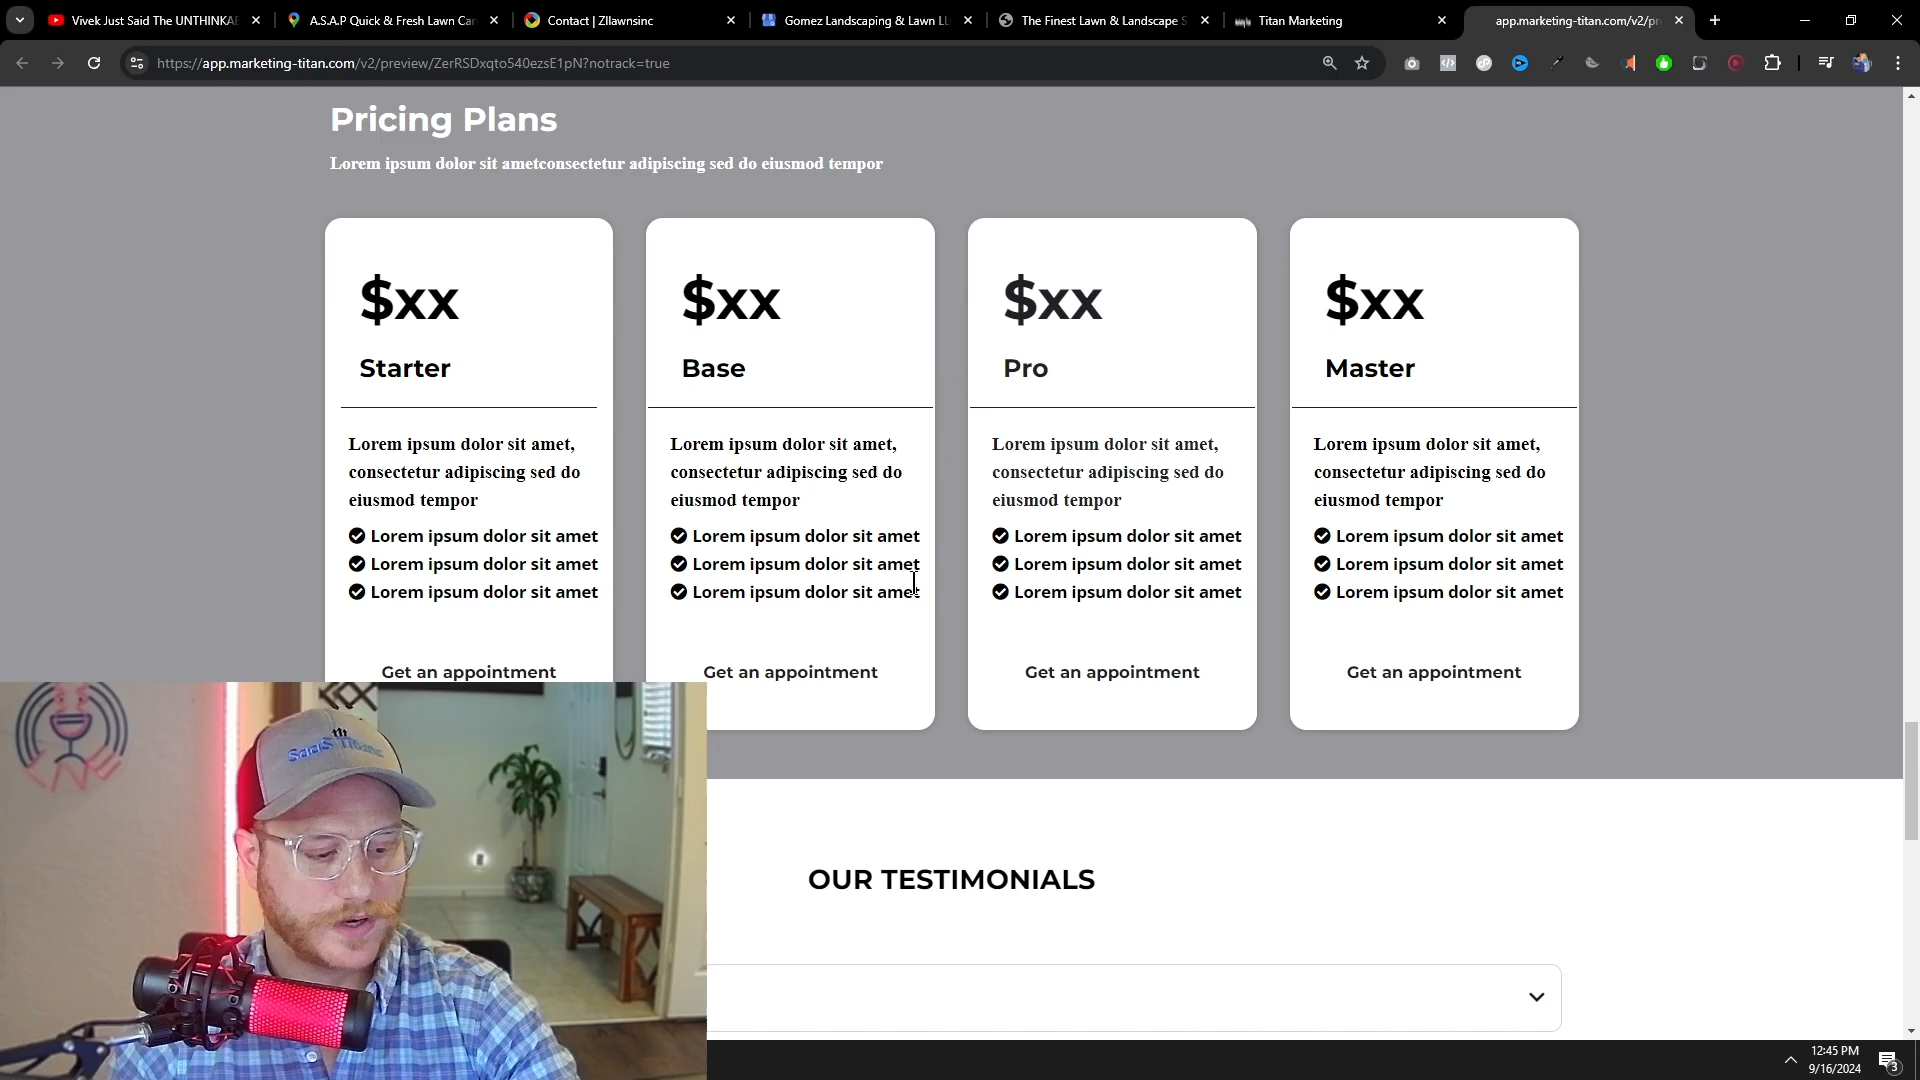 Vivek Just Said The UNTHINKA
A.S.A.P Quick & Fresh Lawn Car
Contact | Zllawnsinc
Gomez Landscaping & Lawn LL
The Finest Lawn & Landscape S
Titan Marketing
app.marketing-titan.com/v2/pr
https://app.marketing-titan.com/v2/preview/ZerRSDxqto540ezsE1pN?notrack=true
Pricing Plans
Lorem ipsum dolor sit ametconsectetur adipiscing sed do eiusmod tempor
$xx
Starter
Lorem ipsum dolor sit amet,
consectetur adipiscing sed do
eiusmod tempor
Lorem ipsum dolor sit amet
Lorem ipsum dolor sit amet
Lorem ipsum dolor sit amet
Get an appointment
$xx
Base
Lorem ipsum dolor sit amet,
consectetur adipiscing sed do
eiusmod tempor
Lorem ipsum dolor sit amet
Lorem ipsum dolor sit amet
Lorem ipsum dolor sit amet
Get an appointment
$xx
Pro
Lorem ipsum dolor sit amet,
consectetur adipiscing sed do
eiusmod tempor
Lorem ipsum dolor sit amet
Lorem ipsum dolor sit amet
Lorem ipsum dolor sit amet
Get an appointment
$xx
Master
Lorem ipsum dolor sit amet,
consectetur adipiscing sed do
eiusmod tempor
Lorem ipsum dolor sit amet
Lorem ipsum dolor sit amet
Lorem ipsum dolor sit amet
Get an appointment
OUR TESTIMONIALS
SaaS Titans
12:45 PM
9/16/2024
3